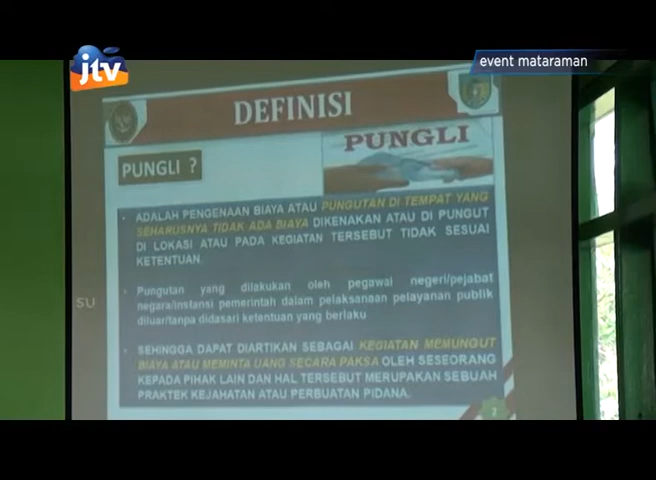 jtv
event mataraman
DEFINISI
PUNGLI
PUNGLI ?
• ADALAH PENGENAAN BIAYA ATAU PUNGUTAN DI TEMPAT YANG
SEHARUSNYA TIDAK ADA BIAYA DIKENAKAN ATAU DI PUNGUT
DI LOKASI ATAU PADA KEGIATAN TERSEBUT TIDAK SESUAI
KETENTUAN.
• Pungutan yang dilakukan oleh pegawai negeri/pejabat
negara/instansi pemerintah dalam pelaksanaan pelayanan publik
diluar/tanpa didasari ketentuan yang berlaku
• SEHINGGA DAPAT DIARTIKAN SEBAGAI KEGIATAN MEMUNGUT
BIAYA ATAU MEMINTA UANG SECARA PAKSA OLEH SESEORANG
KEPADA PIHAK LAIN DAN HAL TERSEBUT MERUPAKAN SEBUAH
PRAKTEK KEJAHATAN ATAU PERBUATAN PIDANA.
SU
2